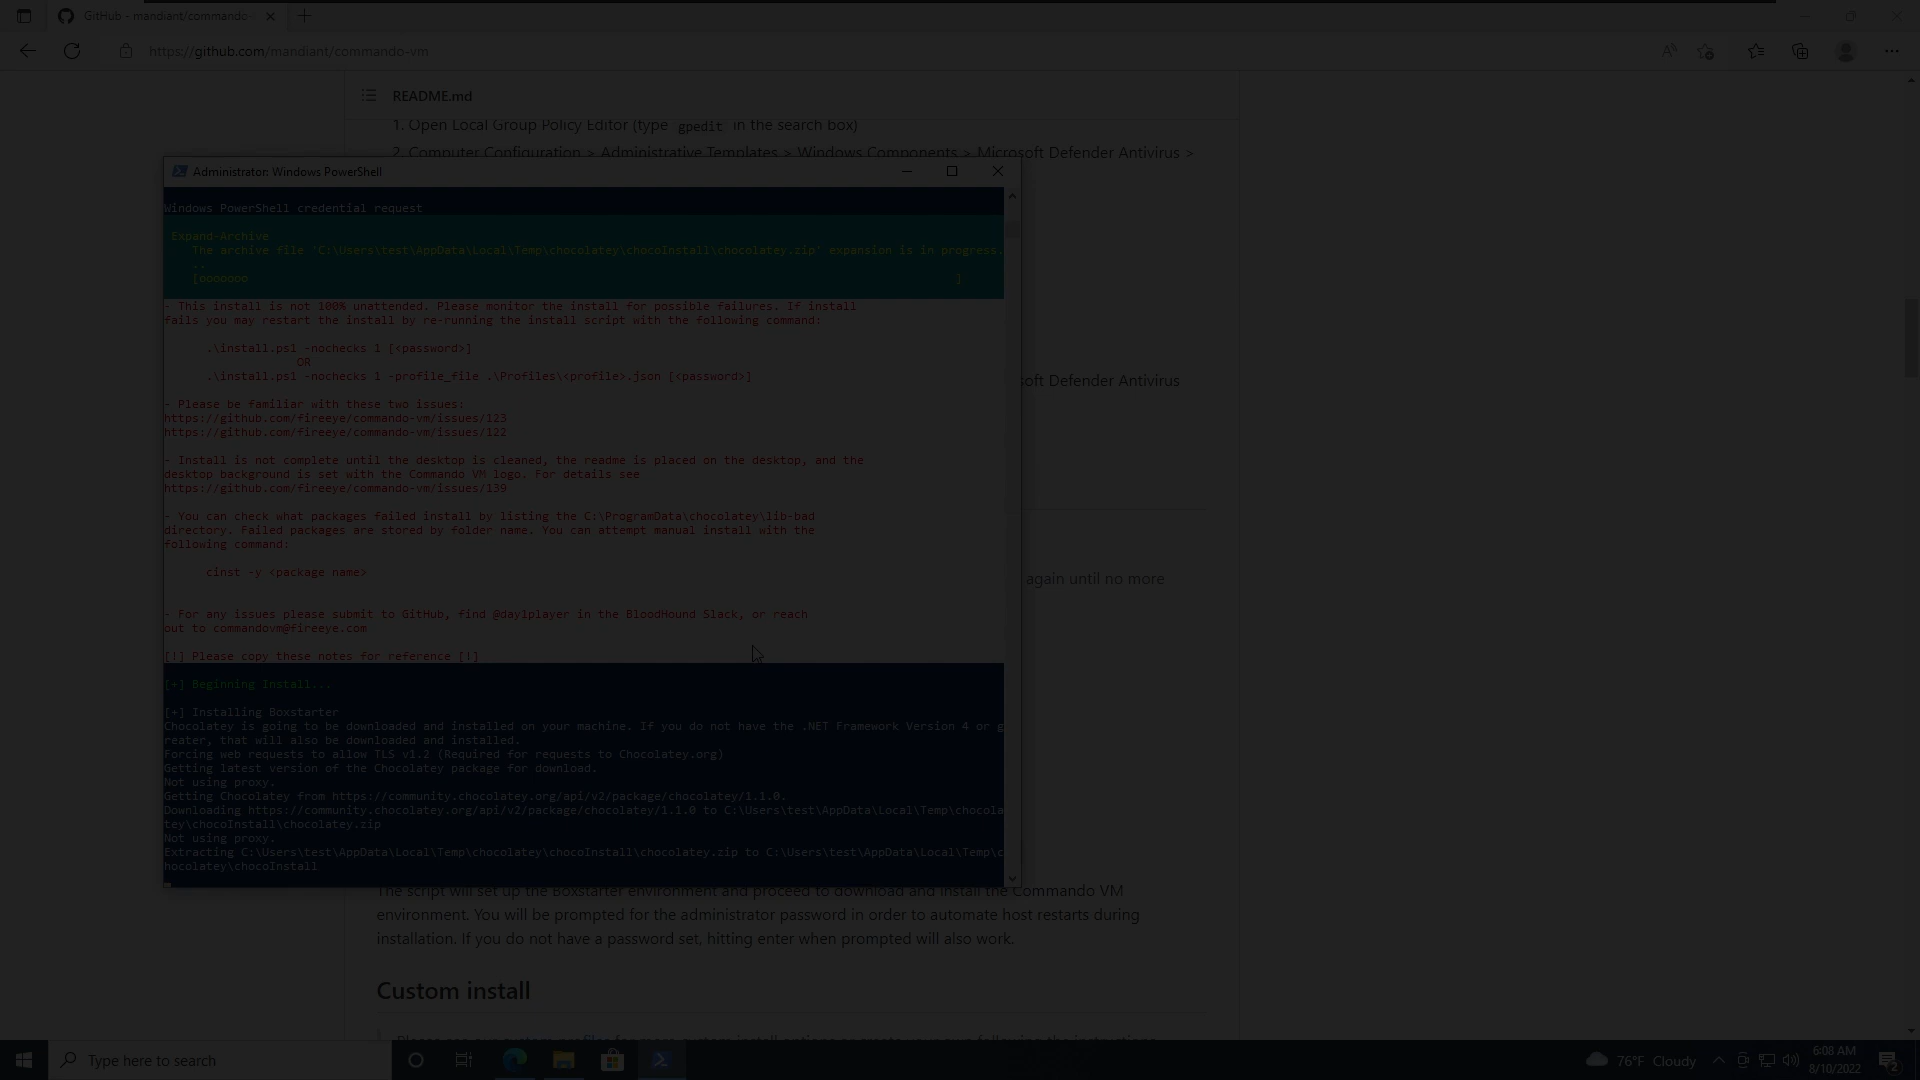 GitHub - mandiant/commando-
https://github.com/mandiant/commando-vm
README.md
1. Open Local Group Policy Editor (type gpedit in the search box)
2. Computer Configuration > Administrative Templates > Windows Components > Microsoft Defender Antivirus >
Administrator: Windows PowerShell
Windows PowerShell credential request
Expand-Archive
The archive file 'C:\Users\test\AppData\Local\Temp\chocolatey\chocoInstall\chocolatey.zip' expansion is in progress.
..
[ooooooo ]
- This install is not 100% unattended. Please monitor the install for possible failures. If install
fails you may restart the install by re-running the install script with the following command:
.\install.ps1 -nochecks 1 [<password>]
OR
.\install.ps1 -nochecks 1 -profile_file .\Profiles\<profile>.json [<password>]
soft Defender Antivirus
- Please be familiar with these two issues:
https://github.com/fireeye/commando-vm/issues/123
https://github.com/fireeye/commando-vm/issues/122
- Install is not complete until the desktop is cleaned, the readme is placed on the desktop, and the
desktop background is set with the Commando VM logo. For details see
https://github.com/fireeye/commando-vm/issues/139
- You can check what packages failed install by listing the C:\ProgramData\chocolatey\lib-bad
directory. Failed packages are stored by folder name. You can attempt manual install with the
following command:
cinst -y <package name>
again until no more
- For any issues please submit to GitHub, find @day1player in the BloodHound Slack, or reach
out to commandovm@fireeye.com
[!] Please copy these notes for reference [!]
[+] Beginning Install...
[+] Installing Boxstarter
Chocolatey is going to be downloaded and installed on your machine. If you do not have the .NET Framework Version 4 or g
reater, that will also be downloaded and installed.
Forcing web requests to allow TLS v1.2 (Required for requests to Chocolatey.org)
Getting latest version of the Chocolatey package for download.
Not using proxy.
Getting Chocolatey from https://community.chocolatey.org/api/v2/package/chocolatey/1.1.0.
Downloading https://community.chocolatey.org/api/v2/package/chocolatey/1.1.0 to C:\Users\test\AppData\Local\Temp\chocola
tey\chocoInstall\chocolatey.zip
Not using proxy.
Extracting C:\Users\test\AppData\Local\Temp\chocolatey\chocoInstall\chocolatey.zip to C:\Users\test\AppData\Local\Temp\c
hocolatey\chocoInstall
The script will set up the Boxstarter environment and proceed to download and install the Commando VM
environment. You will be prompted for the administrator password in order to automate host restarts during
installation. If you do not have a password set, hitting enter when prompted will also work.
Custom install
Type here to search
76°F Cloudy
6:08 AM
8/10/2022
2